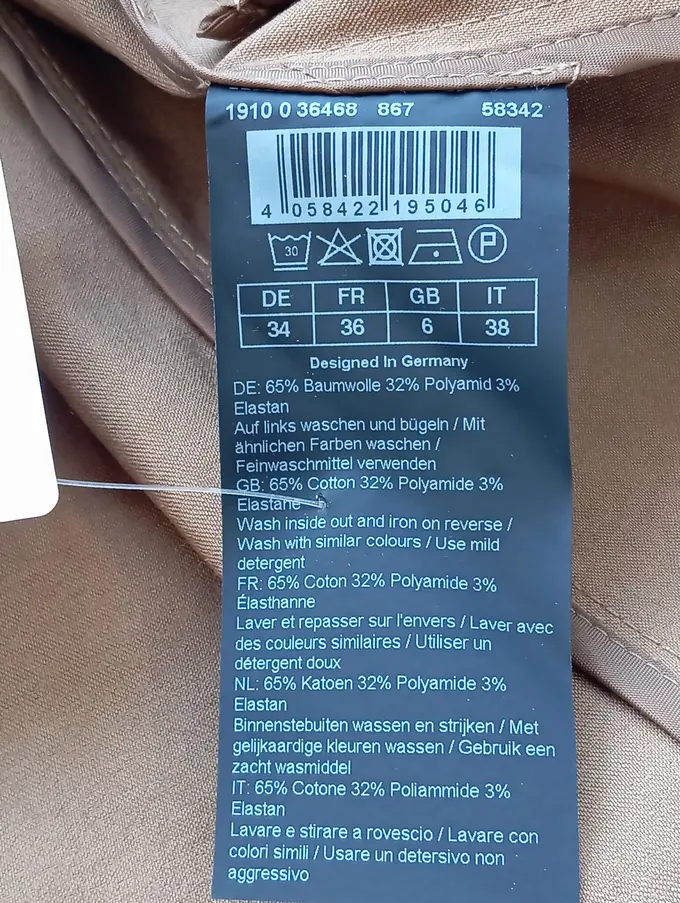 1910 0 36468 867 58342
4 058422 195046
30 P
DE FR GB IT
34 36 6 38
Designed In Germany
DE: 65% Baumwolle 32% Polyamid 3%
Elastan
Auf links waschen und bügeln / Mit
ähnlichen Farben waschen /
Feinwaschmittel verwenden
GB: 65% Cotton 32% Polyamide 3%
Elastane
Wash inside out and iron on reverse /
Wash with similar colours / Use mild
detergent
FR: 65% Coton 32% Polyamide 3%
Élasthanne
Laver et repasser sur l'envers / Laver avec
des couleurs similaires / Utiliser un
détergent doux
NL: 65% Katoen 32% Polyamide 3%
Elastan
Binnenstebuiten wassen en strijken / Met
gelijkaardige kleuren wassen / Gebruik een
zacht wasmiddel
IT: 65% Cotone 32% Poliammide 3%
Elastan
Lavare e stirare a rovescio / Lavare con
colori simili / Usare un detersivo non
aggressivo